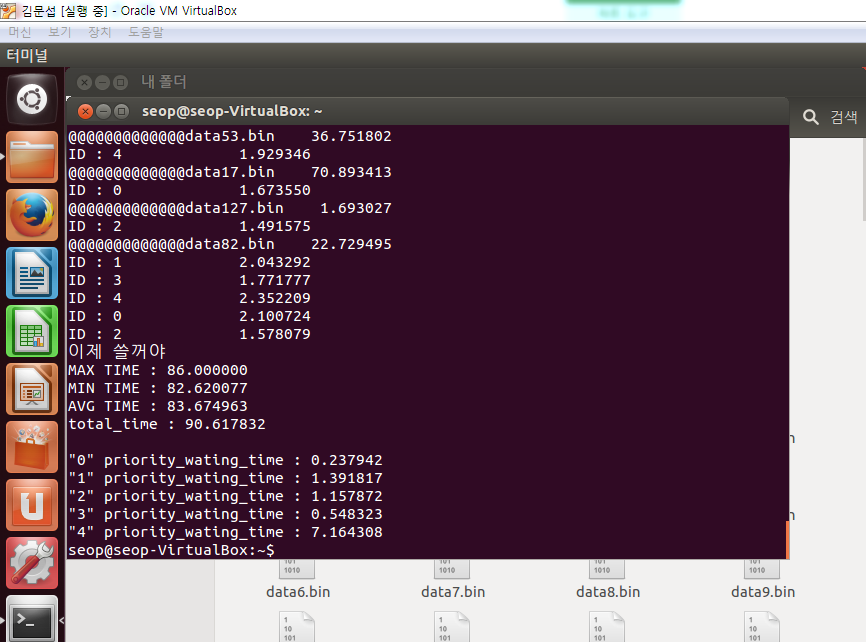 김문섭 [실행 중] - Oracle VM VirtualBox
머신 보기 장치 도움말
터미널
내 폴더
seop@seop-VirtualBox: ~
검색
@@@@@@@@@@@@@data53.bin 36.751802
ID : 4 1.929346
@@@@@@@@@@@@@data17.bin 70.893413
ID : 0 1.673550
@@@@@@@@@@@@@data127.bin 1.693027
ID : 2 1.491575
@@@@@@@@@@@@@data82.bin 22.729495
ID : 1 2.043292
ID : 3 1.771777
ID : 4 2.352209
ID : 0 2.100724
ID : 2 1.578079
이제 쓸꺼야
MAX TIME : 86.000000
MIN TIME : 82.620077
AVG TIME : 83.674963
total_time : 90.617832
"0" priority_wating_time : 0.237942
"1" priority_wating_time : 1.391817
"2" priority_wating_time : 1.157872
"3" priority_wating_time : 0.548323
"4" priority_wating_time : 7.164308
seop@seop-VirtualBox:~$
data6.bin data7.bin data8.bin data9.bin